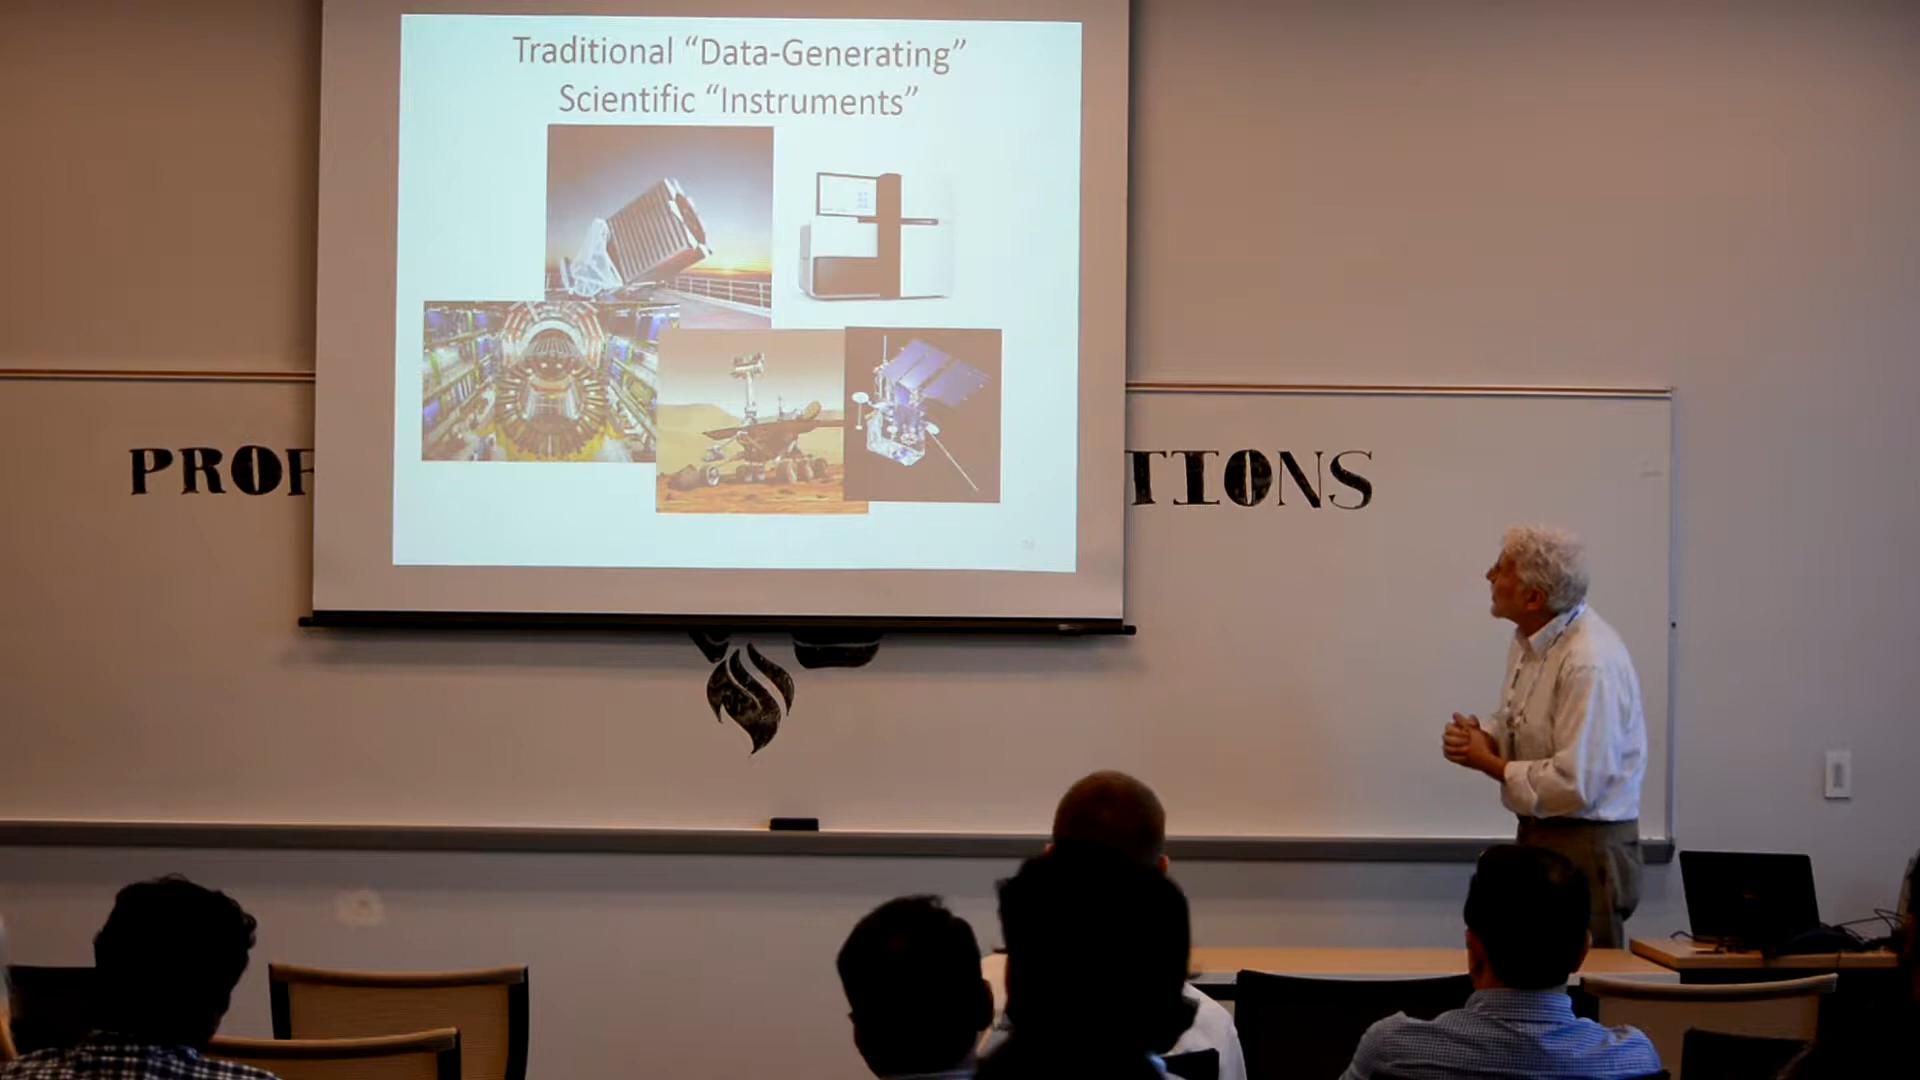 Traditional “Data-Generating”
Scientific “Instruments”
PROF
TIONS